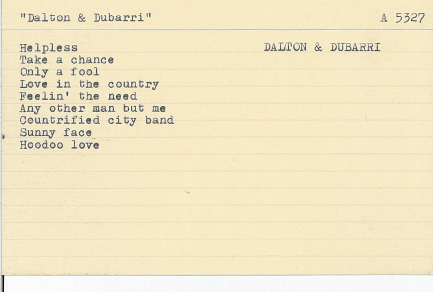 "Dalton & Dubarri" A 5327
Helpless DALTON & DUBARRI
Take a chance
Only a fool
Love in the country
Feelin' the need
Any other man but me
Countrified city band
Sunny face
Hoodoo love